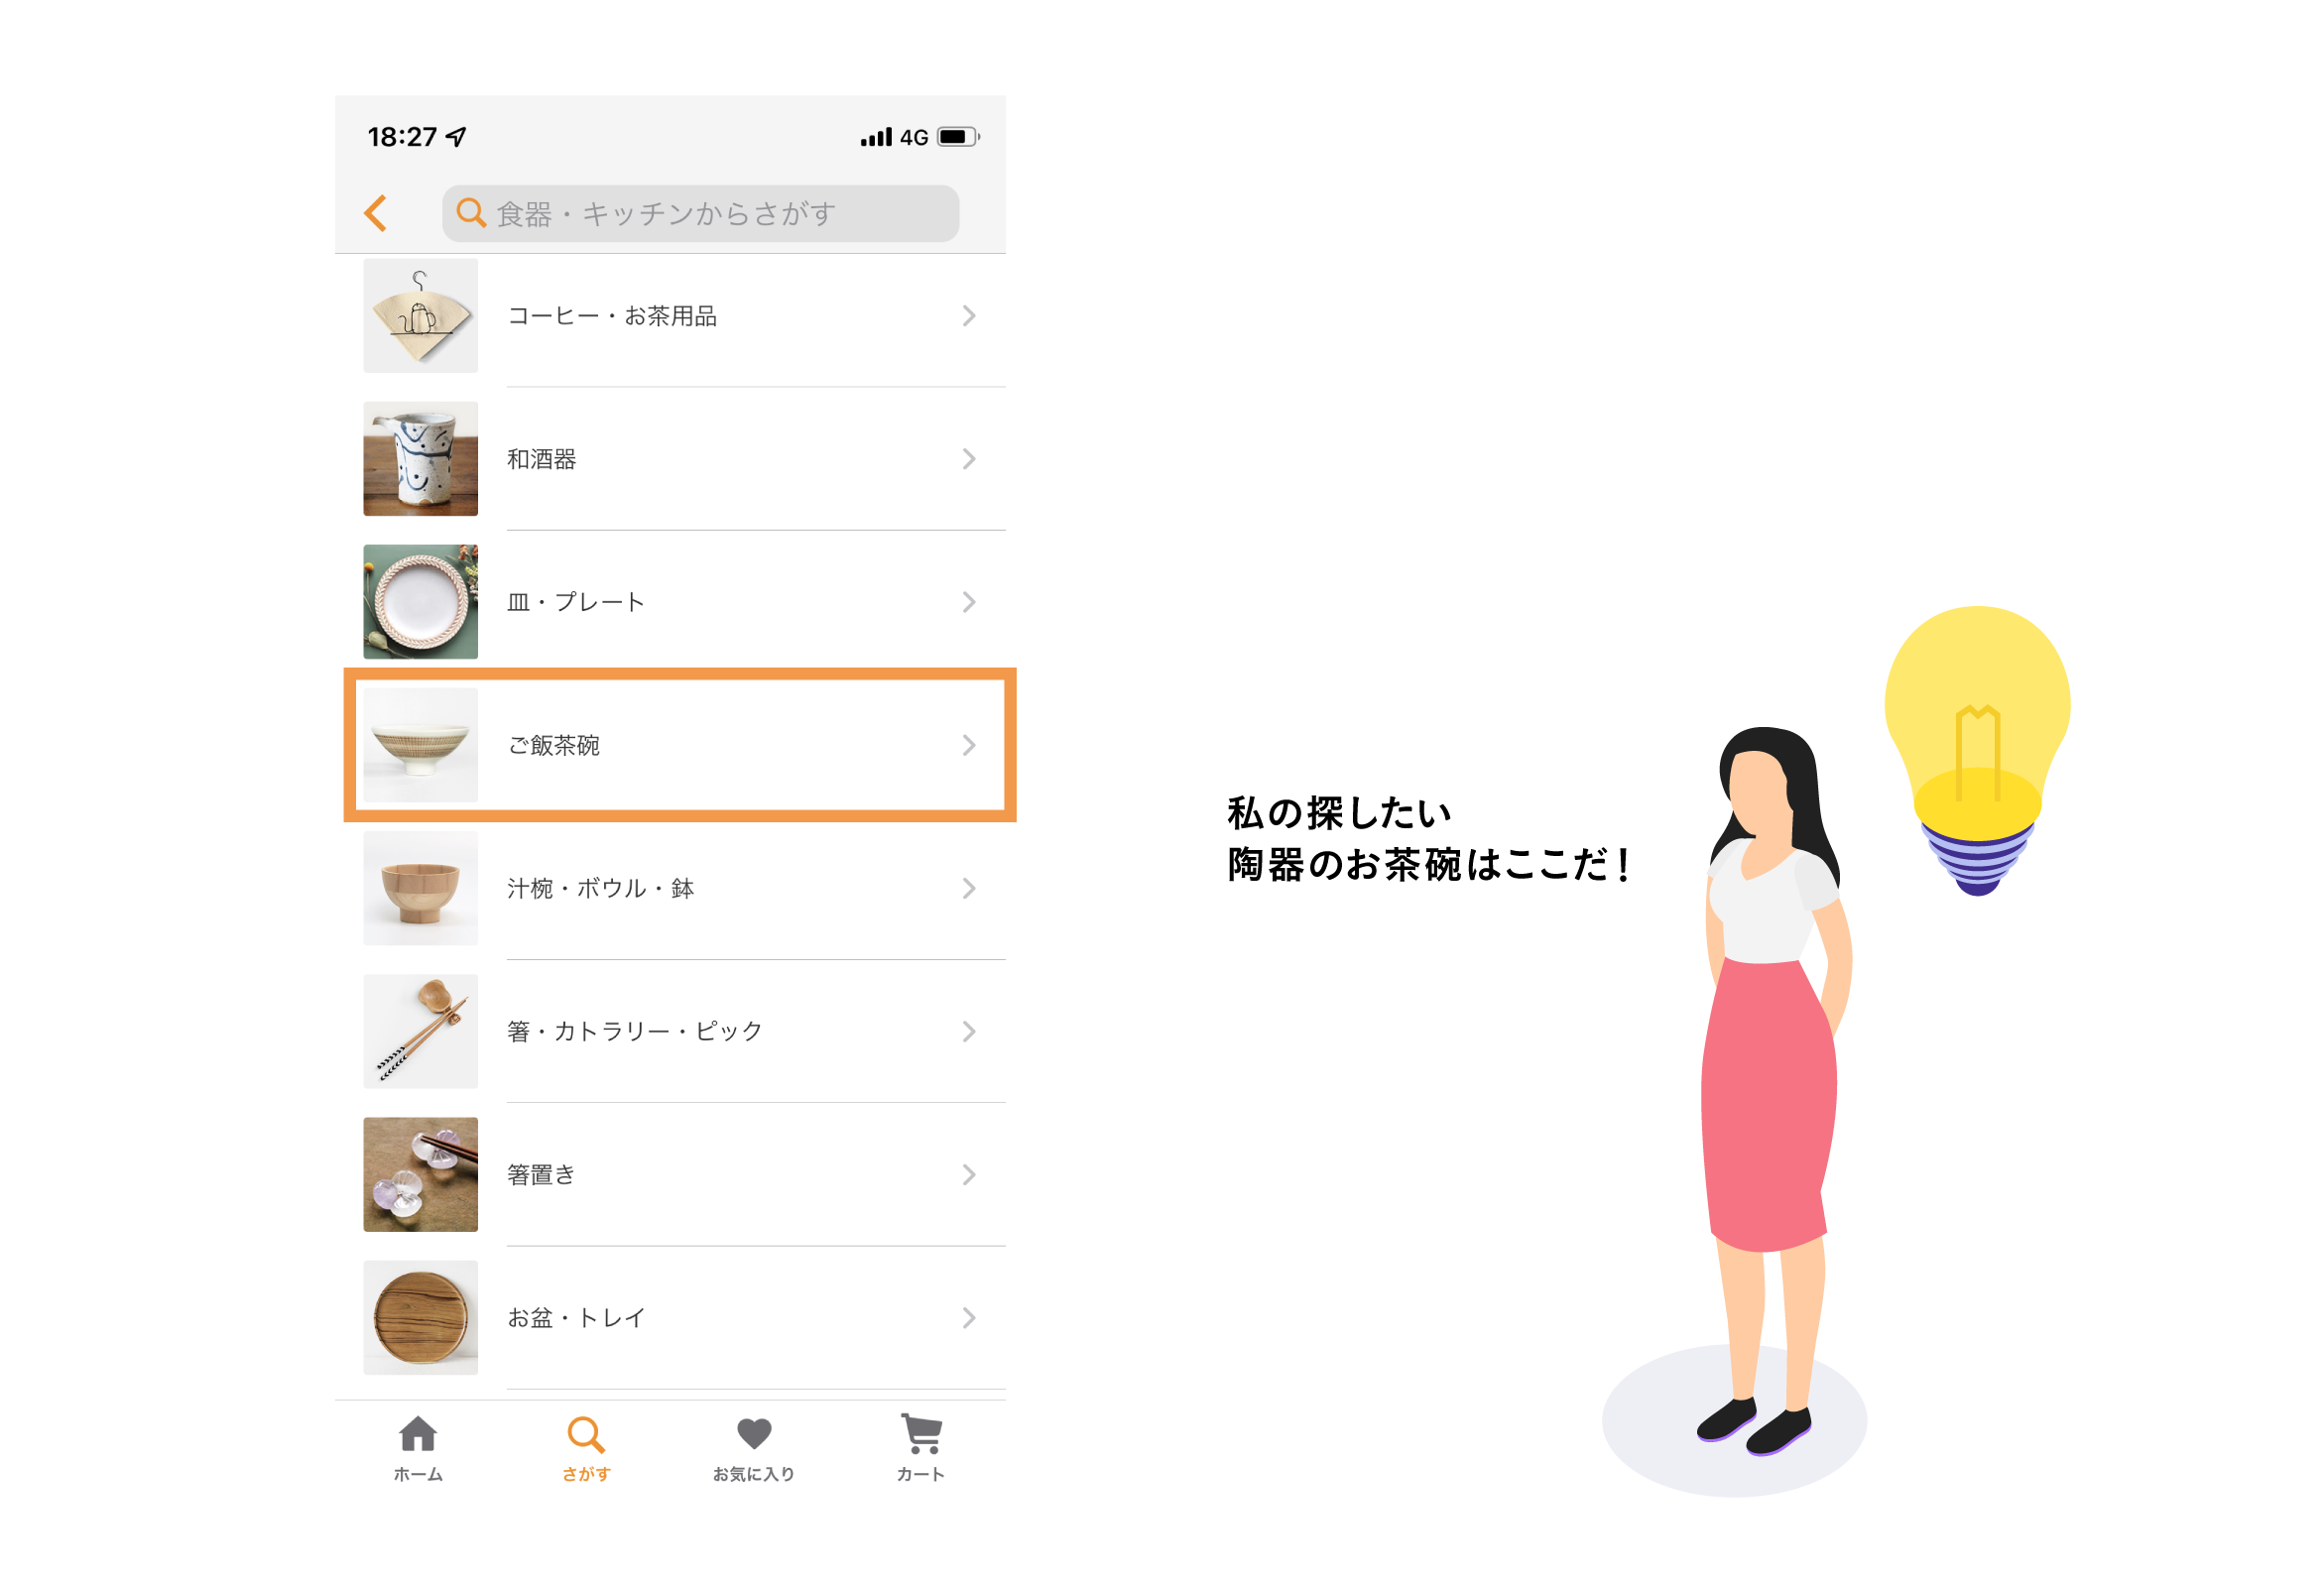 18:27
4G
食器・キッチンからさがす
コーヒー・お茶用品
和酒器
皿・プレート
ご飯茶碗
汁椀・ボウル・鉢
箸・カトラリー・ピック
箸置き
お盆・トレイ
ホーム
さがす
お気に入り
カート
私の探したい
陶器のお茶碗はここだ！